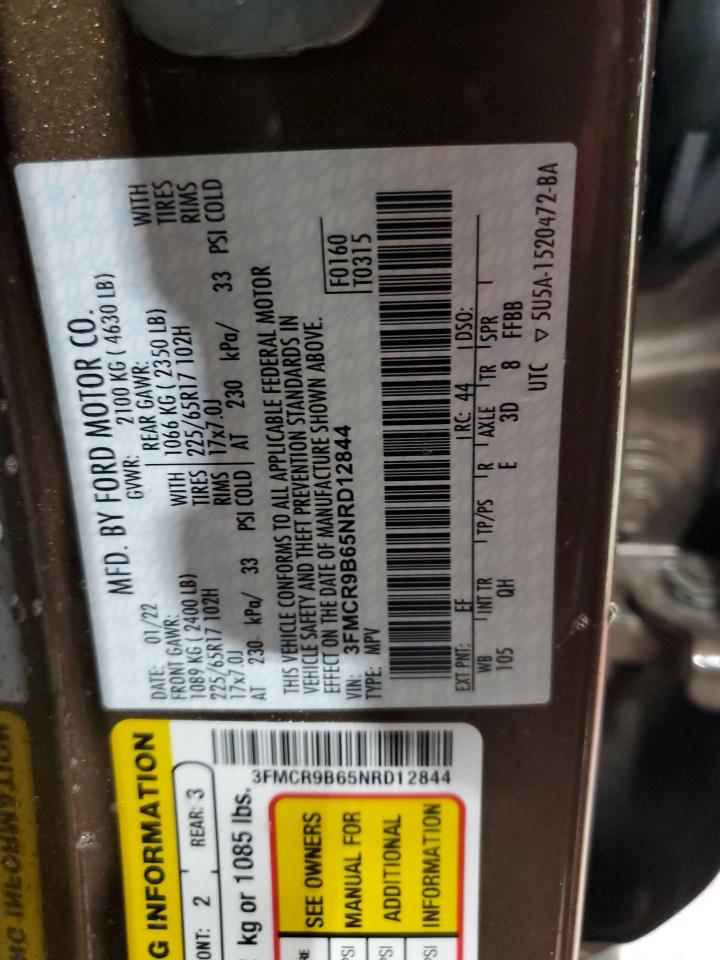 MFD. BY FORD MOTOR CO.
DATE: 01/22 GVWR: 2100 KG ( 4630 LB)
FRONT GAWR: REAR GAWR:
1089 KG ( 2400 LB) WITH 1066 KG ( 2350 LB) WITH
225/65R17 102H TIRES 225/65R17 102H TIRES
17x7.0J RIMS 17x7.0J RIMS
AT 230 kPa/ 33 PSI COLD AT 230 kPa/ 33 PSI COLD
THIS VEHICLE CONFORMS TO ALL APPLICABLE FEDERAL MOTOR
VEHICLE SAFETY AND THEFT PREVENTION STANDARDS IN
EFFECT ON THE DATE OF MANUFACTURE SHOWN ABOVE.
VIN: 3FMCR9B65NRD12844 F0160
TYPE: MPV T0315
EXT PNT: EF RC: 44 DSO:
WB INT TR TP/PS R AXLE TR SPR
105 QH E 3D 8 FFBB
UTC ▽ 5U5A-1520472-BA
G INFORMATION
ONT: 2 REAR: 3
kg or 1085 lbs.
3FMCR9B65NRD12844
SEE OWNERS
MANUAL FOR
ADDITIONAL
INFORMATION
PSI
PSI
PSI